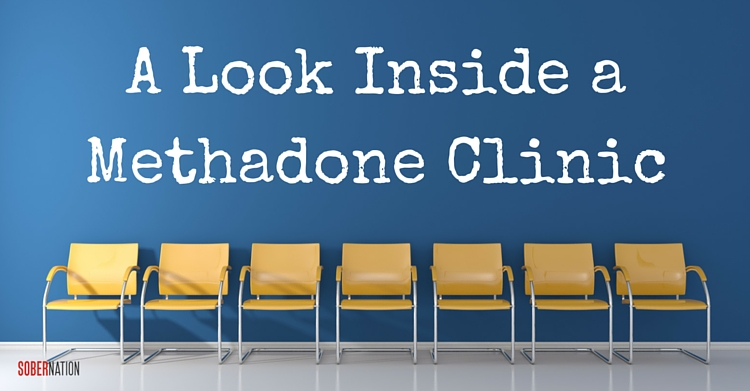 A Look Inside a
Methadone Clinic
SOBERNATION